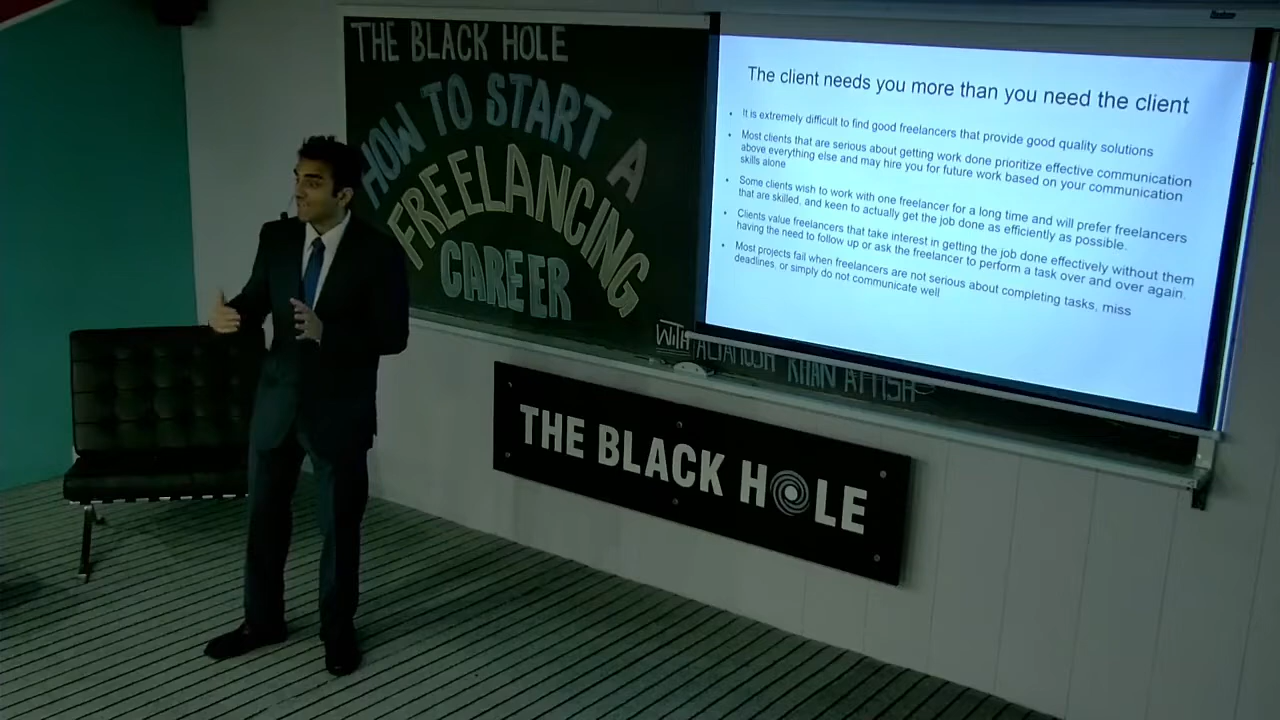 THE BLACK HOLE
HOW TO START A
FREELANCING
CAREER
The client needs you more than you need the client
• It is extremely difficult to find good freelancers that provide good quality solutions
• Most clients that are serious about getting work done prioritize effective communication
above everything else and may hire you for future work based on your communication
skills alone
• Some clients wish to work with one freelancer for a long time and will prefer freelancers
that are skilled, and keen to actually get the job done as efficiently as possible.
• Clients value freelancers that take interest in getting the job done effectively without them
having the need to follow up or ask the freelancer to perform a task over and over again.
• Most projects fail when freelancers are not serious about completing tasks, miss
deadlines, or simply do not communicate well
WITH KHAN
THE BLACK HOLE